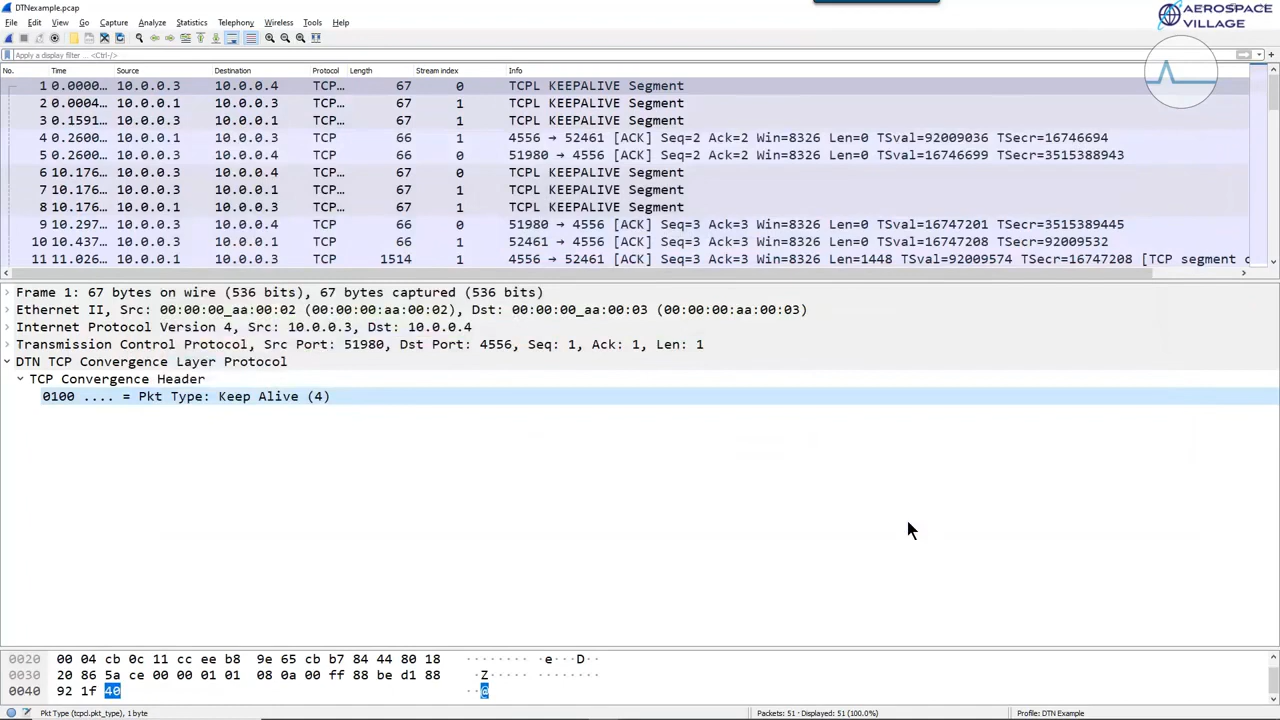 DTNexample.pcap
File Edit View Go Capture Analyze Statistics Telephony Wireless Tools Help
AEROSPACE
VILLAGE
Apply a display filter ... <Ctrl-/>
No. Time Source Destination Protocol Length Stream index Info
1 0.0000… 10.0.0.3 10.0.0.4 TCP… 67 0 TCPL KEEPALIVE Segment
2 0.0004… 10.0.0.1 10.0.0.3 TCP… 67 1 TCPL KEEPALIVE Segment
3 0.1591… 10.0.0.3 10.0.0.1 TCP… 67 1 TCPL KEEPALIVE Segment
4 0.2600… 10.0.0.1 10.0.0.3 TCP 66 1 4556 → 52461 [ACK] Seq=2 Ack=2 Win=8326 Len=0 TSval=92009036 TSecr=16746694
5 0.2600… 10.0.0.3 10.0.0.4 TCP 66 0 51980 → 4556 [ACK] Seq=2 Ack=2 Win=8326 Len=0 TSval=16746699 TSecr=3515388943
6 10.176… 10.0.0.3 10.0.0.4 TCP… 67 0 TCPL KEEPALIVE Segment
7 10.176… 10.0.0.3 10.0.0.1 TCP… 67 1 TCPL KEEPALIVE Segment
8 10.176… 10.0.0.1 10.0.0.3 TCP… 67 1 TCPL KEEPALIVE Segment
9 10.297… 10.0.0.3 10.0.0.4 TCP 66 0 51980 → 4556 [ACK] Seq=3 Ack=3 Win=8326 Len=0 TSval=16747201 TSecr=3515389445
10 10.437… 10.0.0.3 10.0.0.1 TCP 66 1 52461 → 4556 [ACK] Seq=3 Ack=3 Win=8326 Len=0 TSval=16747208 TSecr=92009532
11 11.026… 10.0.0.1 10.0.0.3 TCP 1514 1 4556 → 52461 [ACK] Seq=3 Ack=3 Win=8326 Len=1448 TSval=92009574 TSecr=16747208 [TCP segment
Frame 1: 67 bytes on wire (536 bits), 67 bytes captured (536 bits)
Ethernet II, Src: 00:00:00_aa:00:02 (00:00:00:aa:00:02), Dst: 00:00:00_aa:00:03 (00:00:00:aa:00:03)
Internet Protocol Version 4, Src: 10.0.0.3, Dst: 10.0.0.4
Transmission Control Protocol, Src Port: 51980, Dst Port: 4556, Seq: 1, Ack: 1, Len: 1
DTN TCP Convergence Layer Protocol
TCP Convergence Header
0100 .... = Pkt Type: Keep Alive (4)
0020 00 04 cb 0c 11 cc ee b8 9e 65 cb b7 84 44 80 18 ········ ·e···D··
0030 20 86 5a ce 00 00 01 01 08 0a 00 ff 88 be d1 88 ·Z····· ········
0040 92 1f 40 ··@
Pkt Type (tcpcl.pkt_type), 1 byte
Packets: 51 · Displayed: 51 (100.0%)
Profile: DTN Example